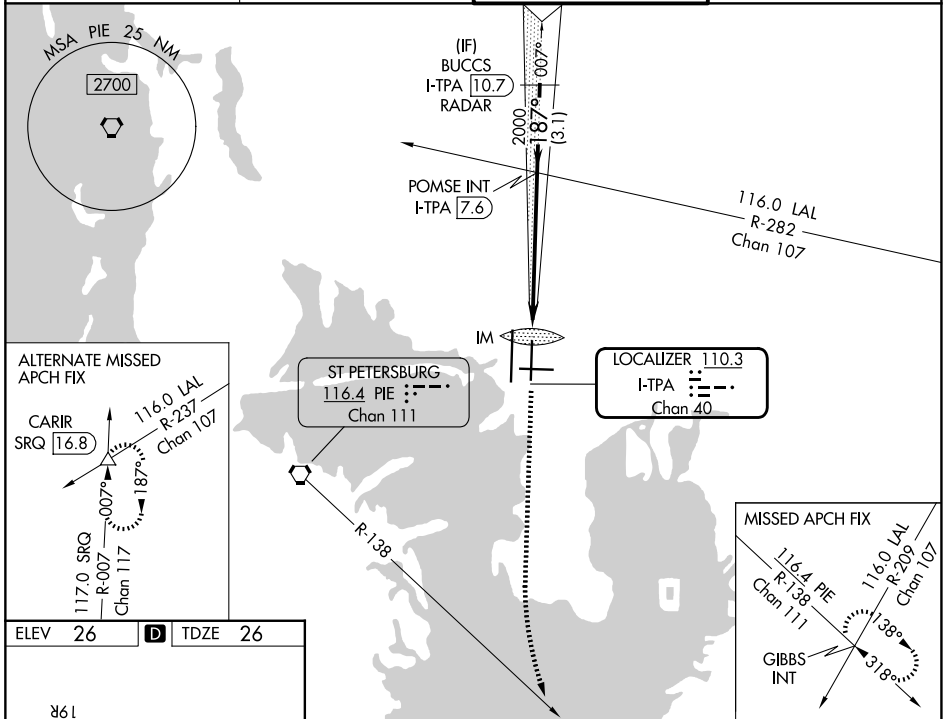 MSA PIE 25 NM
2700
(IF)
BUCCS
I-TPA 10.7
RADAR
007°
2000
187°
(3.1)
POMSE INT
I-TPA 7.6
116.0 LAL
R-282
Chan 107
IM
ST PETERSBURG
116.4 PIE
Chan 111
LOCALIZER 110.3
I-TPA
Chan 40
R-138
ALTERNATE MISSED
APCH FIX
CARIR
SRQ 16.8
116.0 LAL
R-237
Chan 107
007°
187°
117.0 SRQ
R-007
Chan 117
MISSED APCH FIX
116.4 PIE
R-138
Chan 111
116.0 LAL
R-209
Chan 107
138°
318°
GIBBS
INT
ELEV 26 D TDZE 26
19R